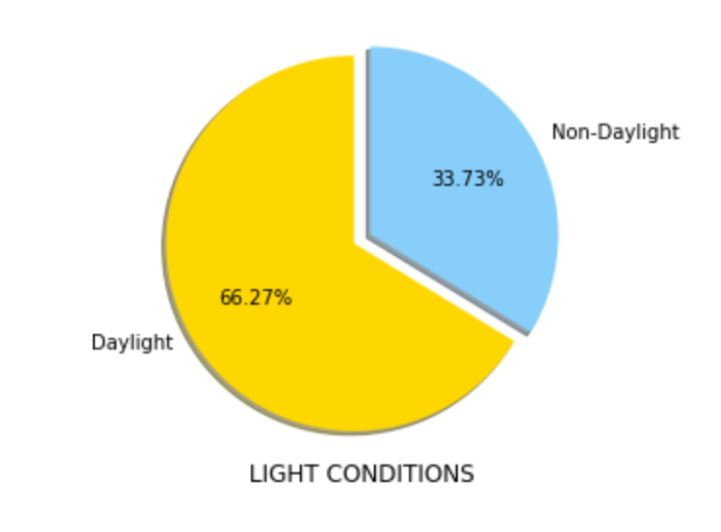 Non-Daylight
33.73%
66.27%
Daylight
LIGHT CONDITIONS